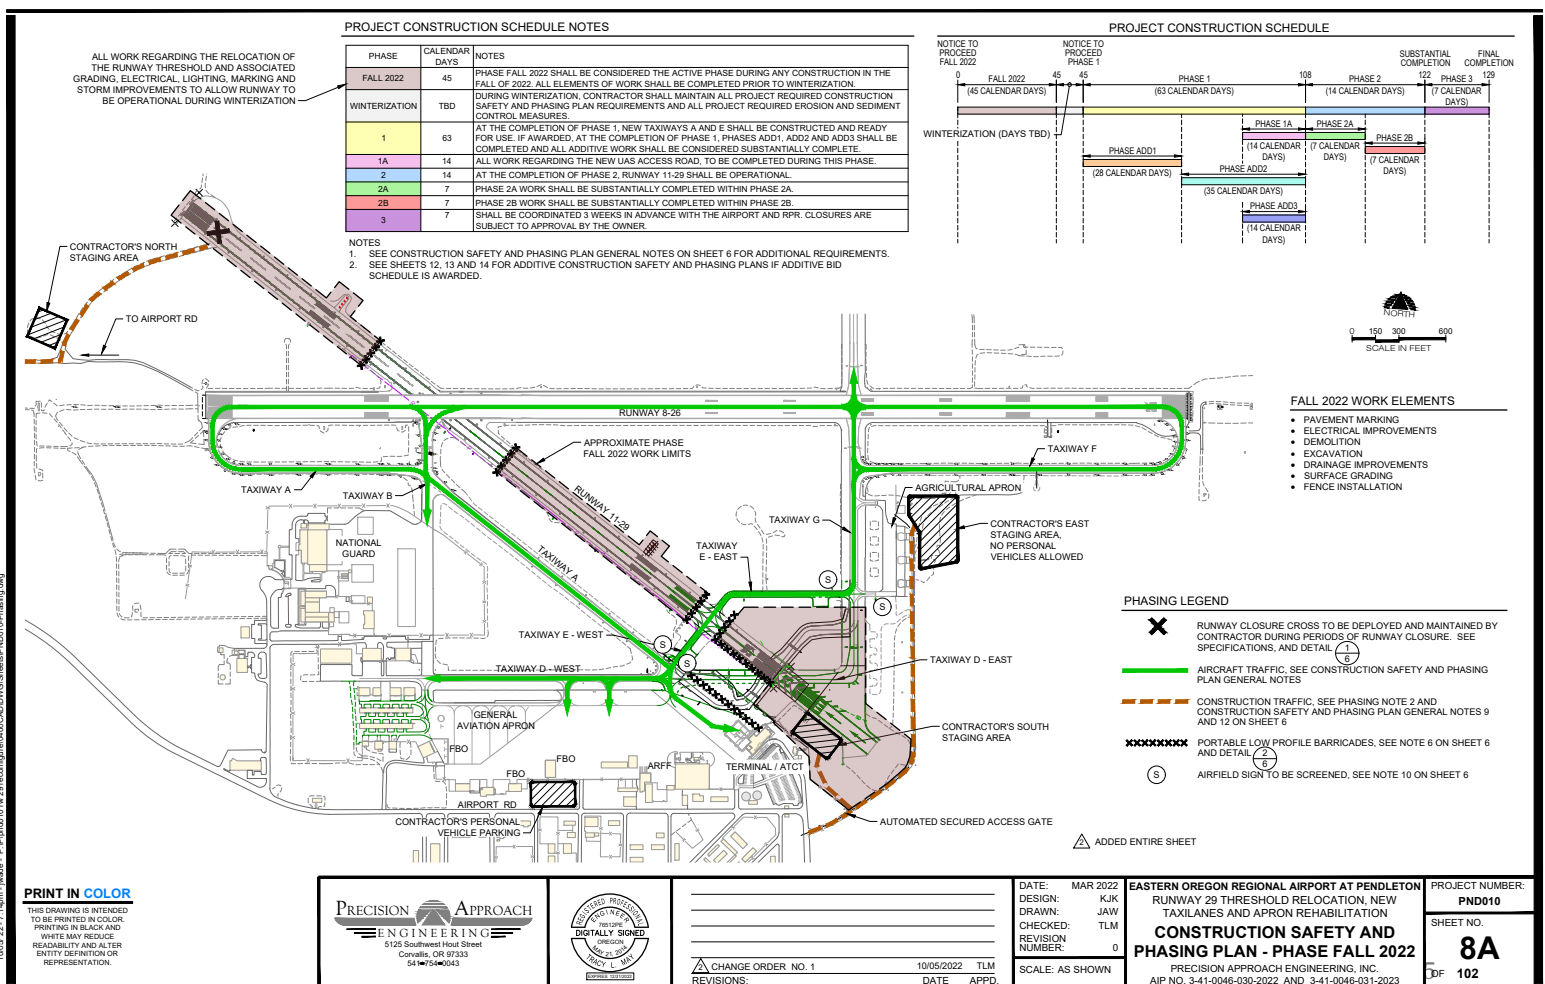 PROJECT CONSTRUCTION SCHEDULE NOTES
ALL WORK REGARDING THE RELOCATION OF
THE RUNWAY THRESHOLD AND ASSOCIATED
GRADING, ELECTRICAL, LIGHTING, MARKING AND
STORM IMPROVEMENTS TO ALLOW RUNWAY TO
BE OPERATIONAL DURING WINTERIZATION
PHASE
CALENDAR
DAYS
NOTES
FALL 2022
45
PHASE FALL 2022 SHALL BE CONSIDERED THE ACTIVE PHASE DURING ANY CONSTRUCTION IN THE
FALL OF 2022. ALL ELEMENTS OF WORK SHALL BE COMPLETED PRIOR TO WINTERIZATION.
WINTERIZATION
TBD
DURING WINTERIZATION, CONTRACTOR SHALL MAINTAIN ALL PROJECT REQUIRED CONSTRUCTION
SAFETY AND PHASING PLAN REQUIREMENTS AND ALL PROJECT REQUIRED EROSION AND SEDIMENT
CONTROL MEASURES.
1
63
AT THE COMPLETION OF PHASE 1, NEW TAXIWAYS A AND E SHALL BE CONSTRUCTED AND READY
FOR USE. IF AWARDED, AT THE COMPLETION OF PHASE 1, PHASES ADD1, ADD2 AND ADD3 SHALL BE
COMPLETED AND ALL ADDITIVE WORK SHALL BE CONSIDERED SUBSTANTIALLY COMPLETE.
1A
14
ALL WORK REGARDING THE NEW UAS ACCESS ROAD, TO BE COMPLETED DURING THIS PHASE.
2
14
AT THE COMPLETION OF PHASE 2, RUNWAY 11-29 SHALL BE OPERATIONAL.
2A
7
PHASE 2A WORK SHALL BE SUBSTANTIALLY COMPLETED WITHIN PHASE 2A.
2B
7
PHASE 2B WORK SHALL BE SUBSTANTIALLY COMPLETED WITHIN PHASE 2B.
3
7
SHALL BE COORDINATED 3 WEEKS IN ADVANCE WITH THE AIRPORT AND RPR. CLOSURES ARE
SUBJECT TO APPROVAL BY THE OWNER.
NOTES
1. SEE CONSTRUCTION SAFETY AND PHASING PLAN GENERAL NOTES ON SHEET 6 FOR ADDITIONAL REQUIREMENTS.
2. SEE SHEETS 12, 13 AND 14 FOR ADDITIVE CONSTRUCTION SAFETY AND PHASING PLANS IF ADDITIVE BID
SCHEDULE IS AWARDED.
PROJECT CONSTRUCTION SCHEDULE
NOTICE TO
PROCEED
FALL 2022
NOTICE TO
PROCEED
PHASE 1
SUBSTANTIAL
COMPLETION
FINAL
COMPLETION
0
FALL 2022
(45 CALENDAR DAYS)
45
45
PHASE 1
(63 CALENDAR DAYS)
108
PHASE 2
(14 CALENDAR DAYS)
122
PHASE 3
(7 CALENDAR
DAYS)
129
WINTERIZATION (DAYS TBD)
PHASE 1A
(14 CALENDAR
DAYS)
PHASE 2A
(7 CALENDAR
DAYS)
PHASE 2B
(7 CALENDAR
DAYS)
PHASE ADD1
(28 CALENDAR DAYS)
PHASE ADD2
(35 CALENDAR DAYS)
PHASE ADD3
(14 CALENDAR
DAYS)
CONTRACTOR'S NORTH
STAGING AREA
TO AIRPORT RD
NORTH
0 150 300 600
SCALE IN FEET
RUNWAY 8-26
APPROXIMATE PHASE
FALL 2022 WORK LIMITS
TAXIWAY F
TAXIWAY A
TAXIWAY B
RUNWAY 11-29
AGRICULTURAL APRON
TAXIWAY G
CONTRACTOR'S EAST
STAGING AREA,
NO PERSONAL
VEHICLES ALLOWED
NATIONAL
GUARD
TAXIWAY
E - EAST
TAXIWAY A
S
S
S
S
TAXIWAY E - WEST
TAXIWAY D - WEST
TAXIWAY D - EAST
GENERAL
AVIATION APRON
CONTRACTOR'S SOUTH
STAGING AREA
FBO
FBO
FBO
ARFF
TERMINAL / ATCT
AIRPORT RD
CONTRACTOR'S PERSONAL
VEHICLE PARKING
AUTOMATED SECURED ACCESS GATE
FALL 2022 WORK ELEMENTS
• PAVEMENT MARKING
• ELECTRICAL IMPROVEMENTS
• DEMOLITION
• EXCAVATION
• DRAINAGE IMPROVEMENTS
• SURFACE GRADING
• FENCE INSTALLATION
PHASING LEGEND
RUNWAY CLOSURE CROSS TO BE DEPLOYED AND MAINTAINED BY
CONTRACTOR DURING PERIODS OF RUNWAY CLOSURE. SEE
SPECIFICATIONS, AND DETAIL 1
6
AIRCRAFT TRAFFIC, SEE CONSTRUCTION SAFETY AND PHASING
PLAN GENERAL NOTES
CONSTRUCTION TRAFFIC, SEE PHASING NOTE 2 AND
CONSTRUCTION SAFETY AND PHASING PLAN GENERAL NOTES 9
AND 12 ON SHEET 6
PORTABLE LOW PROFILE BARRICADES, SEE NOTE 6 ON SHEET 6
AND DETAIL 2
6
S AIRFIELD SIGN TO BE SCREENED, SEE NOTE 10 ON SHEET 6
2 ADDED ENTIRE SHEET
PRINT IN COLOR
THIS DRAWING IS INTENDED
TO BE PRINTED IN COLOR.
PRINTING IN BLACK AND
WHITE MAY REDUCE
READABILITY AND ALTER
ENTITY DEFINITION OR
REPRESENTATION.
PRECISION APPROACH
ENGINEERING
5125 Southwest Hout Street
Corvallis, OR 97333
541-754-0043
REGISTERED PROFESSIONAL
ENGINEER
76512PE
DIGITALLY SIGNED
OREGON
MAY 21, 2014
TRACY L. MAY
EXPIRES 12/31/2022
2 CHANGE ORDER NO. 1 10/05/2022 TLM
REVISIONS: DATE APPD.
DATE: MAR 2022
DESIGN: KJK
DRAWN: JAW
CHECKED: TLM
REVISION
NUMBER: 0
SCALE: AS SHOWN
EASTERN OREGON REGIONAL AIRPORT AT PENDLETON
RUNWAY 29 THRESHOLD RELOCATION, NEW
TAXILANES AND APRON REHABILITATION
CONSTRUCTION SAFETY AND
PHASING PLAN - PHASE FALL 2022
PRECISION APPROACH ENGINEERING, INC.
AIP NO. 3-41-0046-030-2022 AND 3-41-0046-031-2023
PROJECT NUMBER:
PND010
SHEET NO.
8A
OF 102